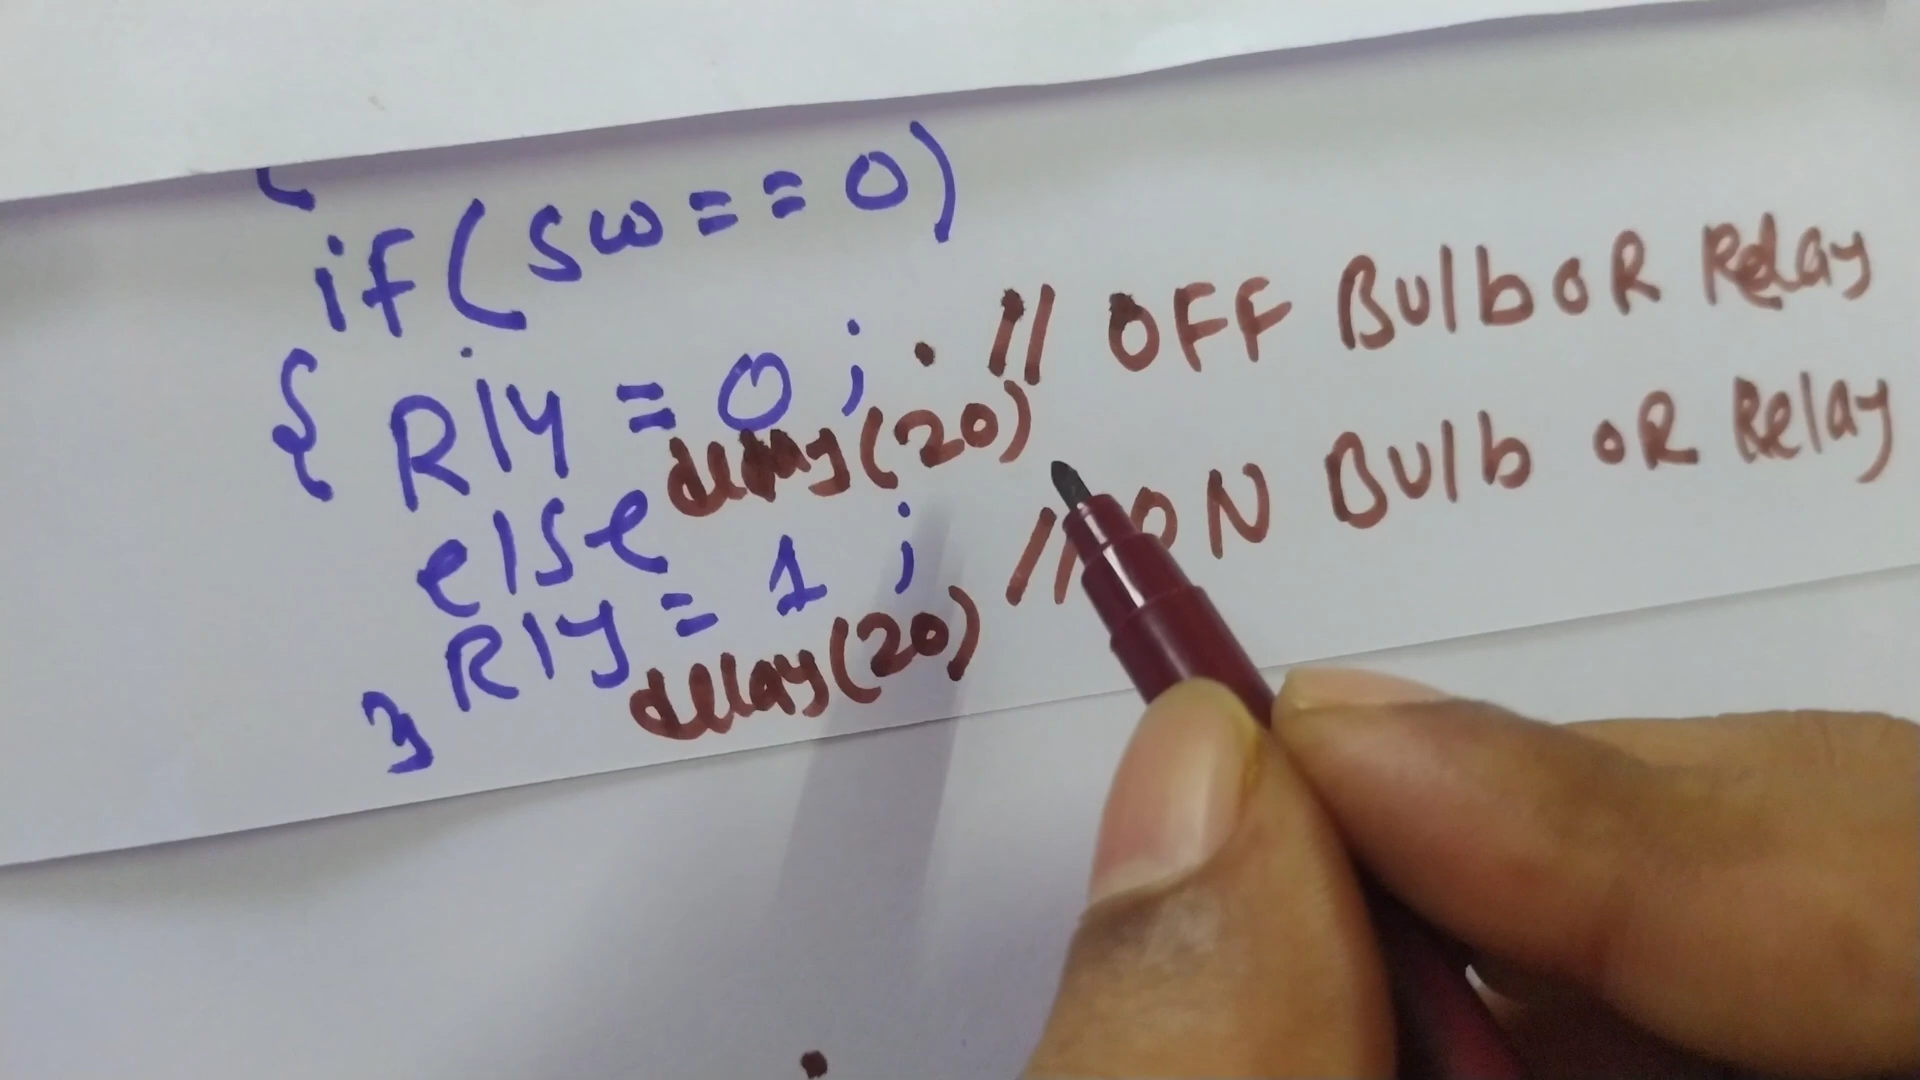 {
if(sw==0)
{ Rly=0; // OFF Bulb OR Relay
delay(20)
else
Rly=1; // ON Bulb OR Relay
delay(20)
}